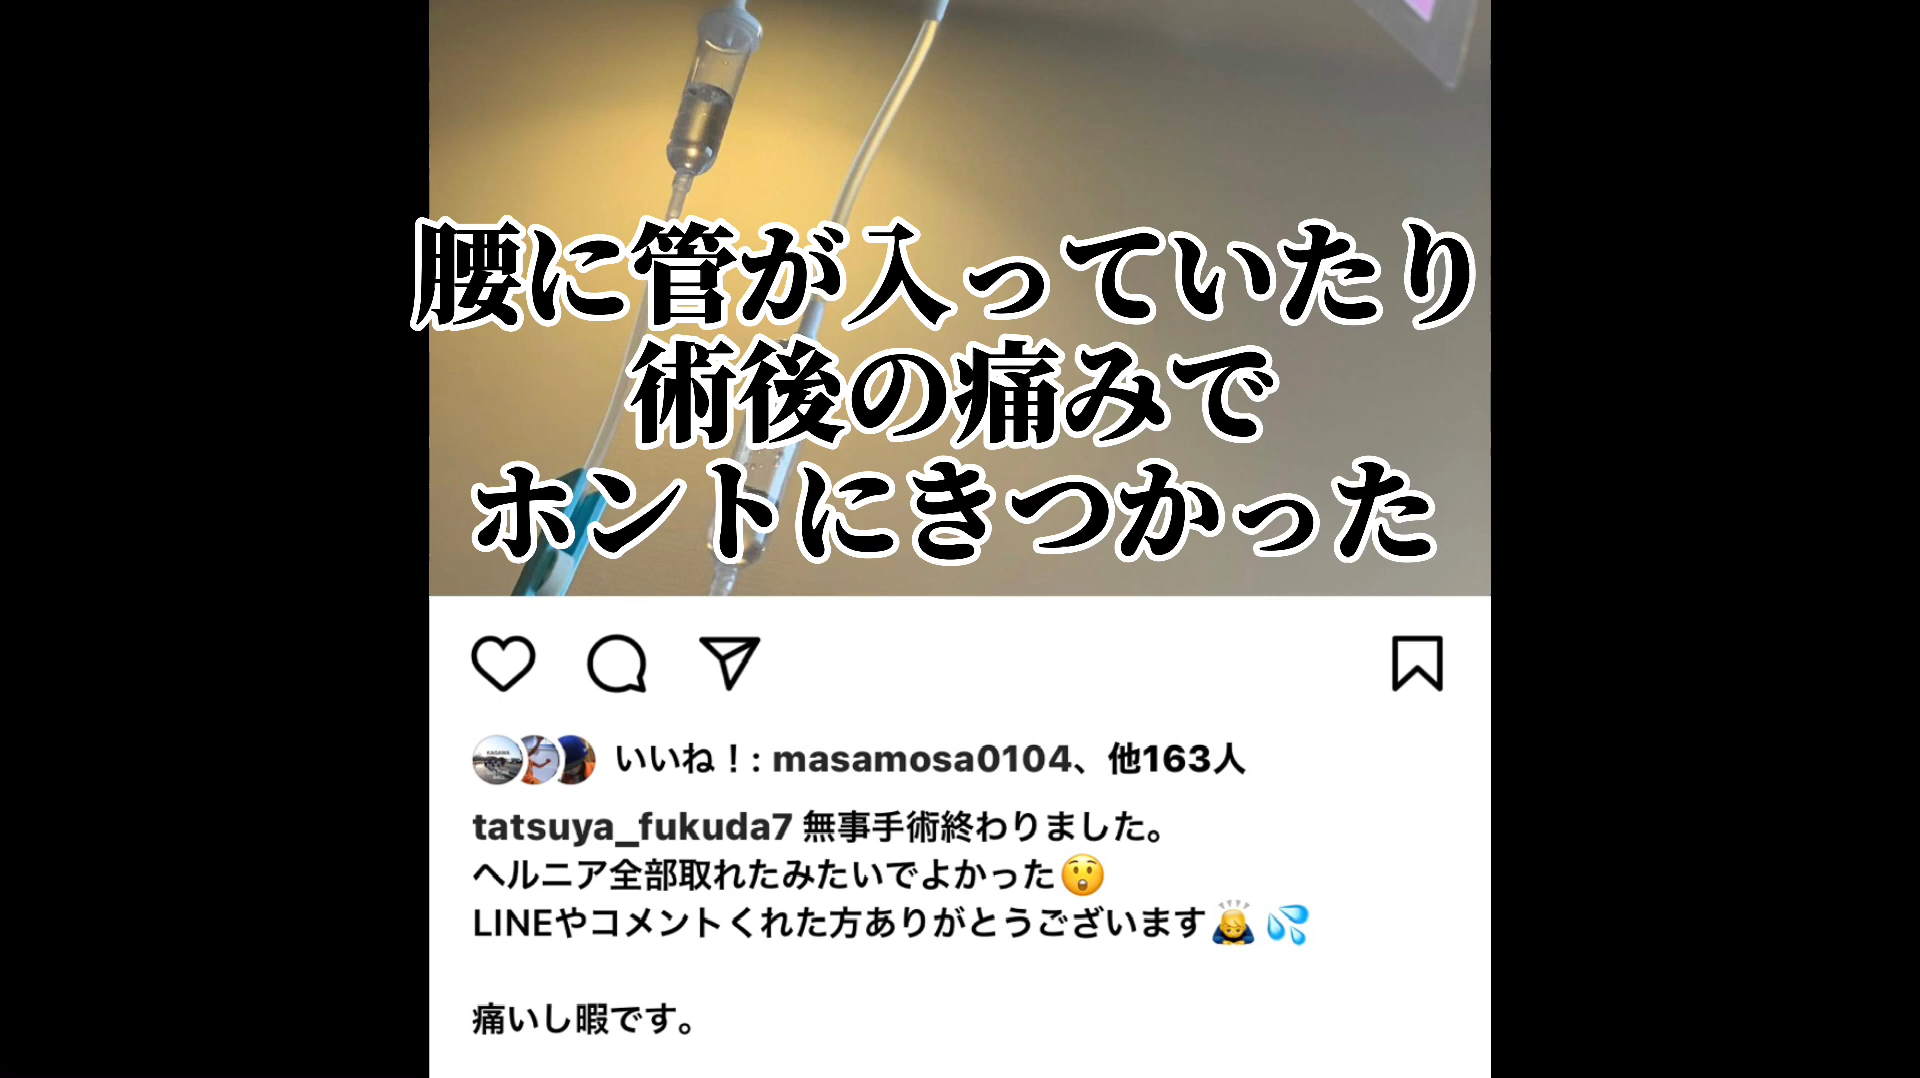 腰に管が入っていたり
術後の痛みで
ホントにきつかった
いいね！: masamosa0104、他163人
tatsuya_fukuda7 無事手術終わりました。
ヘルニア全部取れたみたいでよかった😲
LINEやコメントくれた方ありがとうございます🙇💦
痛いし暇です。